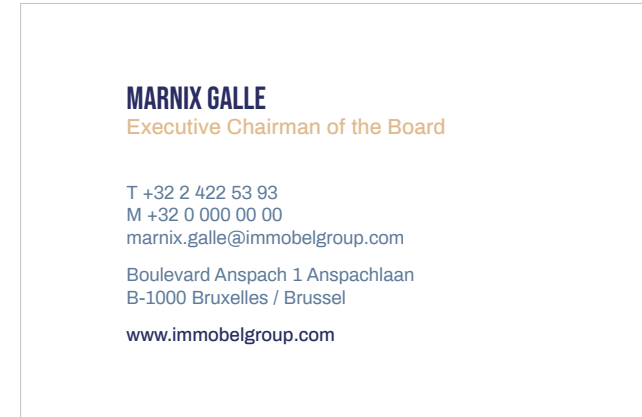 MARNIX GALLE
Executive Chairman of the Board
T +32 2 422 53 93
M +32 0 000 00 00
marnix.galle@immobelgroup.com
Boulevard Anspach 1 Anspachlaan
B-1000 Bruxelles / Brussel
www.immobelgroup.com